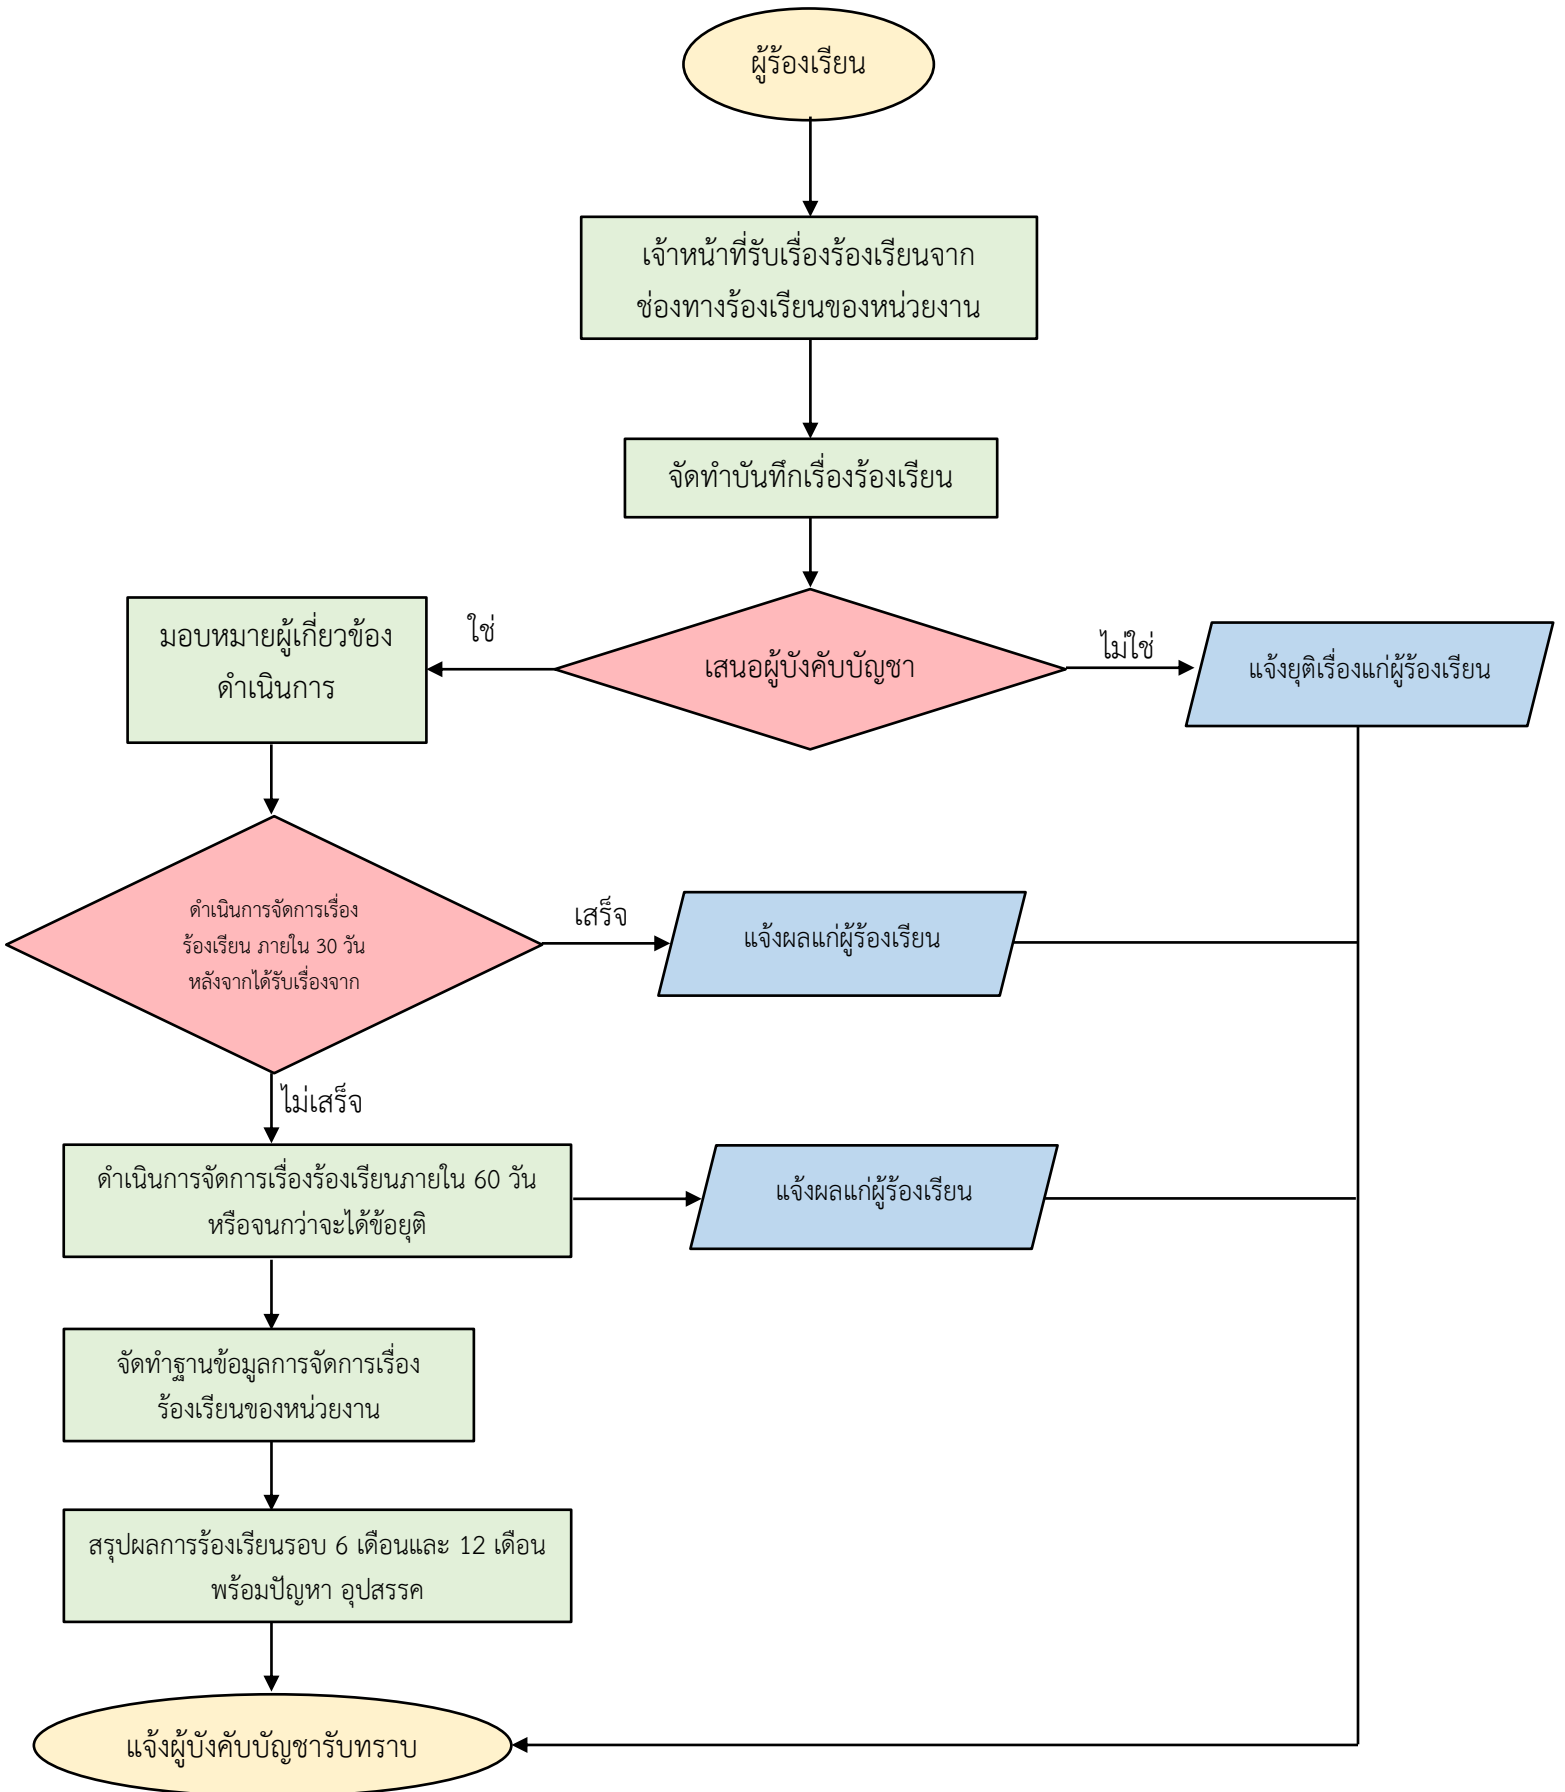 ผู้ร้องเรียน
เจ้าหน้าที่รับเรื่องร้องเรียนจาก
ช่องทางร้องเรียนของหน่วยงาน
จัดทำบันทึกเรื่องร้องเรียน
มอบหมายผู้เกี่ยวข้อง
ดำเนินการ
ใช่
เสนอผู้บังคับบัญชา
ไม่ใช่
แจ้งยุติเรื่องแก่ผู้ร้องเรียน
ดำเนินการจัดการเรื่อง
ร้องเรียน ภายใน 30 วัน
หลังจากได้รับเรื่องจาก
เสร็จ
แจ้งผลแก่ผู้ร้องเรียน
ไม่เสร็จ
ดำเนินการจัดการเรื่องร้องเรียนภายใน 60 วัน
หรือจนกว่าจะได้ข้อยุติ
แจ้งผลแก่ผู้ร้องเรียน
จัดทำฐานข้อมูลการจัดการเรื่อง
ร้องเรียนของหน่วยงาน
สรุปผลการร้องเรียนรอบ 6 เดือนและ 12 เดือน
พร้อมปัญหา อุปสรรค
แจ้งผู้บังคับบัญชารับทราบ